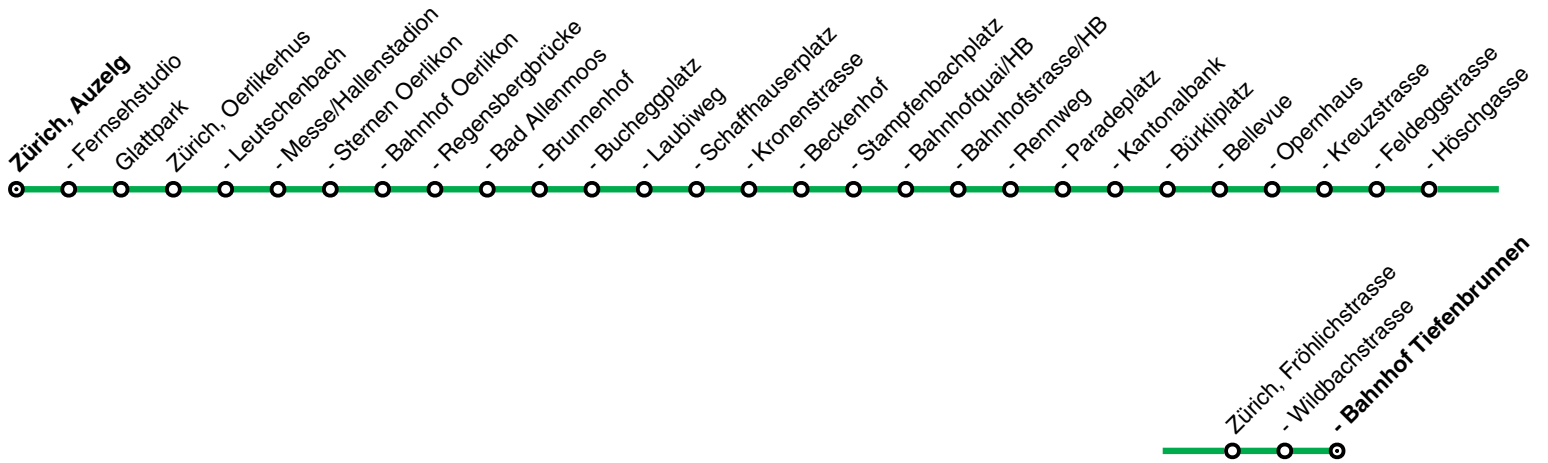 Zürich, Auzelg
- Fernsehstudio
Glattpark
Zürich, Oerlikerhus
- Leutschenbach
- Messe/Hallenstadion
- Sternen Oerlikon
- Bahnhof Oerlikon
- Regensbergbrücke
- Bad Allenmoos
- Brunnenhof
- Bucheggplatz
- Laubiweg
- Schaffhauserplatz
- Kronenstrasse
- Beckenhof
- Stampfenbachplatz
- Bahnhofquai/HB
- Bahnhofstrasse/HB
- Rennweg
- Paradeplatz
- Kantonalbank
- Bürkliplatz
- Bellevue
- Opernhaus
- Kreuzstrasse
- Feldeggstrasse
- Höschgasse
Zürich, Fröhlichstrasse
- Wildbachstrasse
- Bahnhof Tiefenbrunnen